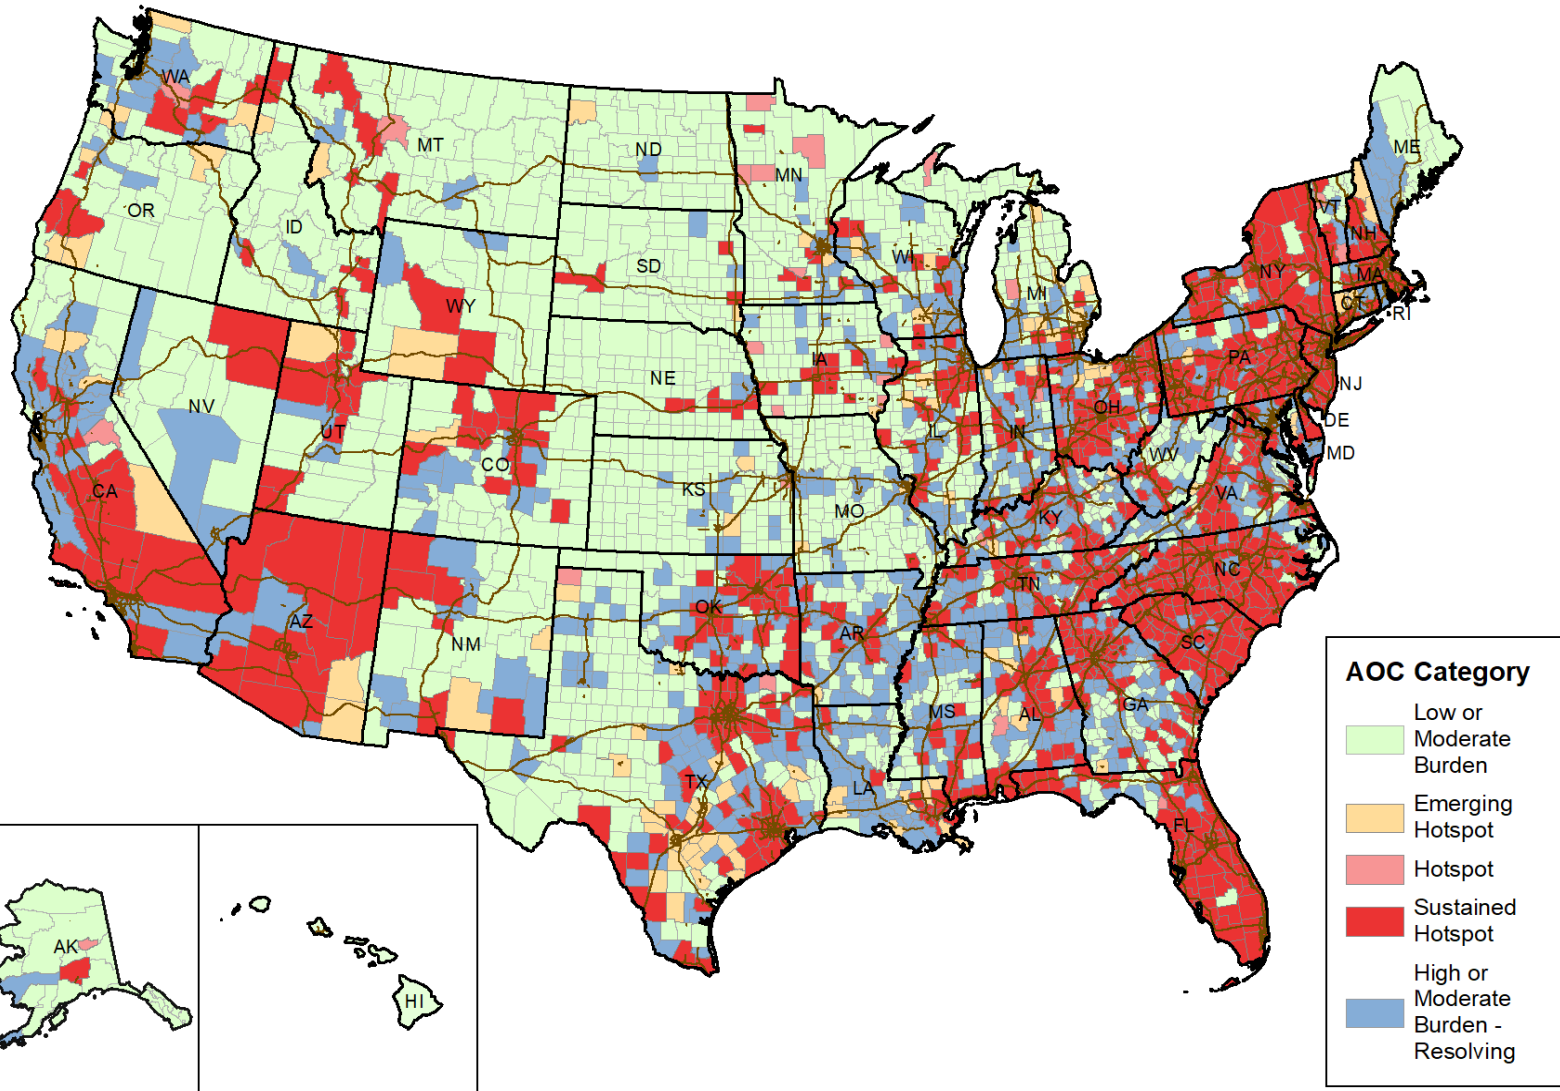 WA
MT
ND
MN
ME
OR
ID
SD
WI
VT
NH
NY
MA
MI
CT
RI
WY
IA
NE
PA
NJ
NV
OH
DE
UT
IL
IN
MD
CO
WV
CA
KS
MO
VA
KY
NC
TN
AZ
OK
AR
NM
SC
MS
AL
GA
TX
LA
FL
AK
HI
AOC Category
Low or
Moderate
Burden
Emerging
Hotspot
Hotspot
Sustained
Hotspot
High or
Moderate
Burden -
Resolving